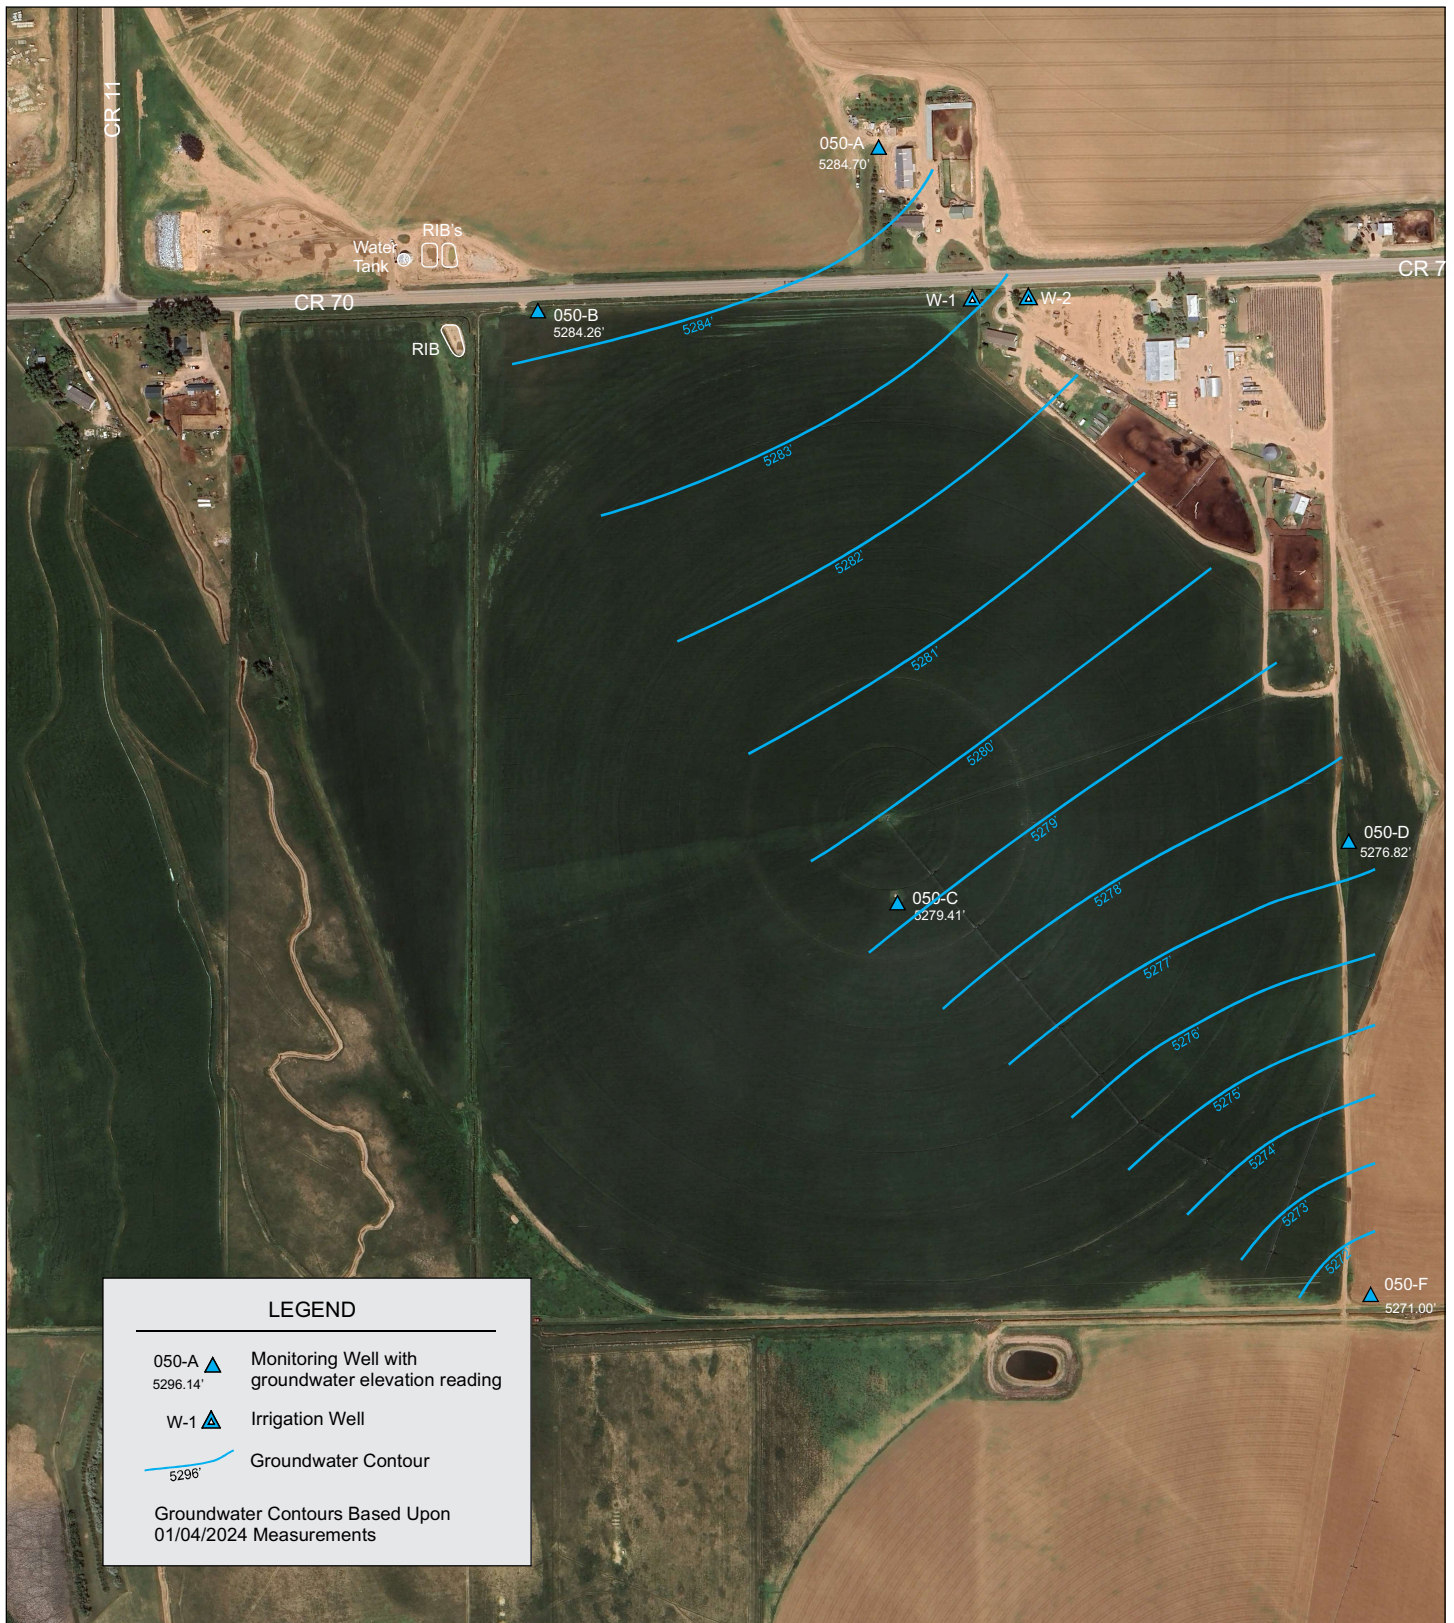 CR 11
050-A
5284.70'
RIB's
Water
Tank
CR 70
CR 7
050-B
5284.26'
W-1
W-2
RIB
5284'
5283'
5282'
5281'
5280'
5279'
5278'
5277'
5276'
5275'
5274'
5273'
5272'
050-C
5279.41'
050-D
5276.82'
050-F
5271.00'
LEGEND
050-A
5296.14'
Monitoring Well with
groundwater elevation reading
W-1
Irrigation Well
5296'
Groundwater Contour
Groundwater Contours Based Upon
01/04/2024 Measurements